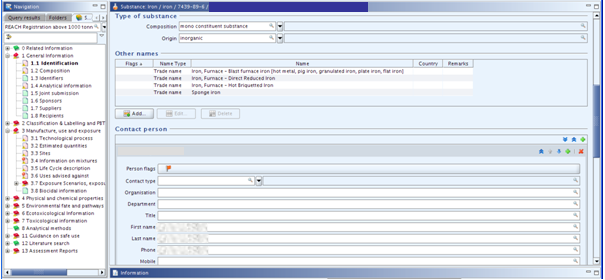 Navigation
Query results
Folders
S...
REACH Registration above 1000 tonn
0 Related Information
1 General information
1.1 Identification
1.2 Composition
1.3 Identifiers
1.4 Analytical information
1.5 Joint submission
1.6 Sponsors
1.7 Suppliers
1.8 Recipients
2 Classification & Labelling and PBT
3 Manufacture, use and exposure
3.1 Technological process
3.2 Estimated quantities
3.3 Sites
3.4 Information on mixtures
3.5 Life Cycle description
3.6 Uses advised against
3.7 Exposure Scenarios, exposu
3.8 Biocidal information
4 Physical and chemical properties
5 Environmental fate and pathways
6 Ecotoxicological Information
7 Toxicological information
8 Analytical methods
11 Guidance on safe use
12 Literature search
13 Assessment Reports
Substance: Iron / iron / 7439-89-6 /
Type of substance
Composition mono constituent substance
Origin inorganic
Other names
Flags Name Type Name Country Remarks
Trade name Iron, Furnace - Blast furnace iron (hot metal, pig iron, granulated iron, plate iron, flat iron)
Trade name Iron, Furnace - Direct Reduced Iron
Trade name Iron, Furnace - Hot Briquetted Iron
Trade name Sponge iron
Add... Edit... Delete
Contact person
Person flags
Contact type
Organization
Department
Title
First name
Last name
Phone
Mobile
Information